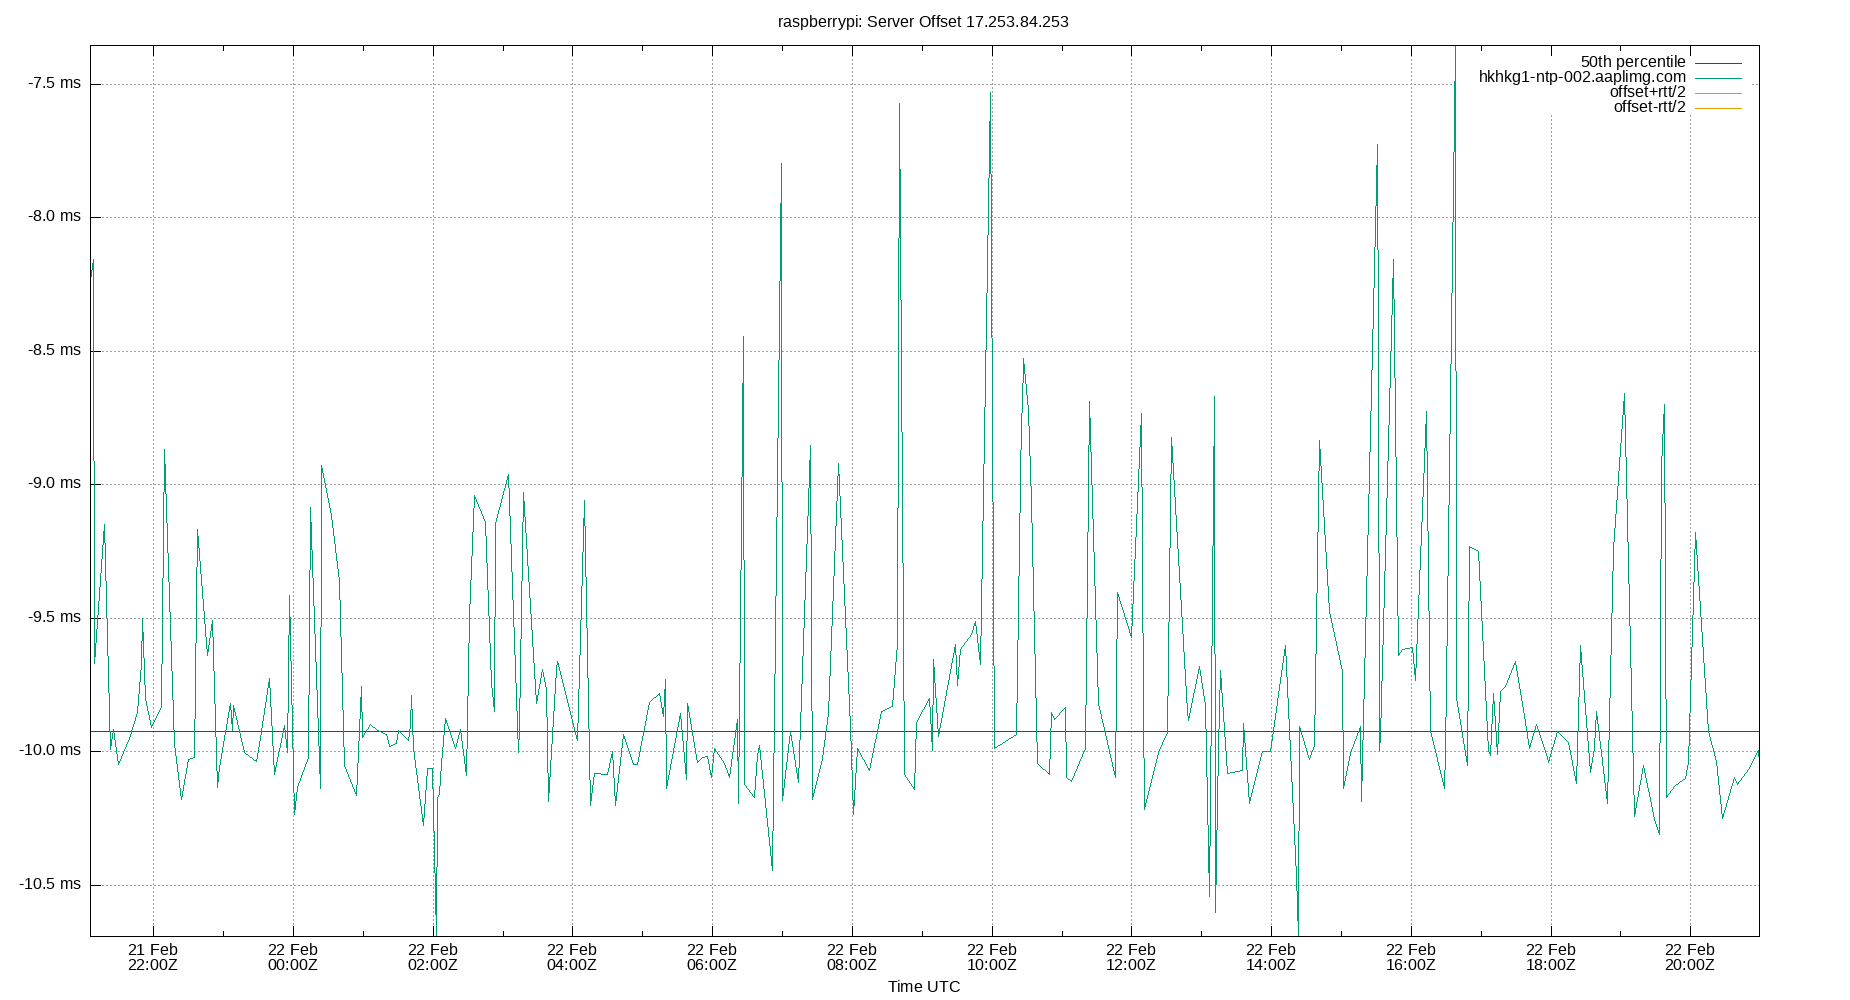 raspberrypi: Server Offset 17.253.84.253
50th percentile
hkhkg1-ntp-002.aaplimg.com
offset+rtt/2
offset-rtt/2
-7.5 ms
-8.0 ms
-8.5 ms
-9.0 ms
-9.5 ms
-10.0 ms
-10.5 ms
21 Feb 22 Feb 22 Feb 22 Feb 22 Feb 22 Feb 22 Feb 22 Feb 22 Feb 22 Feb 22 Feb 22 Feb
22:00Z 00:00Z 02:00Z 04:00Z 06:00Z 08:00Z 10:00Z 12:00Z 14:00Z 16:00Z 18:00Z 20:00Z
Time UTC